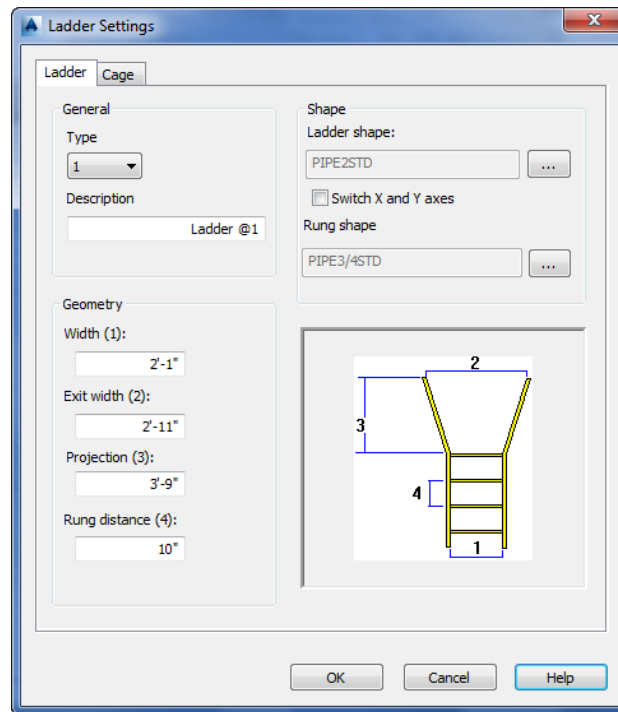 Ladder Settings
Ladder
Cage
General
Type
1
Description
Ladder @1
Shape
Ladder shape:
PIPE2STD
...
Switch X and Y axes
Rung shape
PIPE3/4STD
...
Geometry
Width (1):
2'-1"
Exit width (2):
2'-11"
Projection (3):
3'-9"
Rung distance (4):
10"
2
3
4
1
OK
Cancel
Help